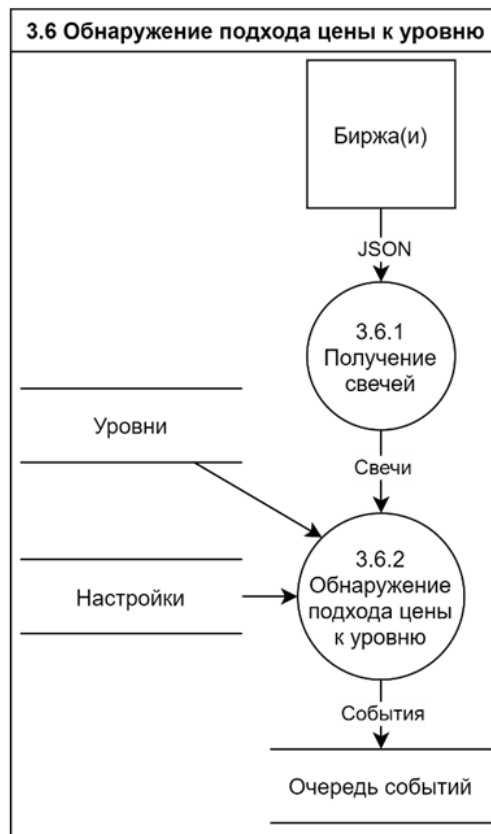 3.6 Обнаружение подхода цены к уровню
Биржа(и)
JSON
3.6.1
Получение
свечей
Уровни
Свечи
3.6.2
Обнаружение
подхода цены
к уровню
Настройки
События
Очередь событий